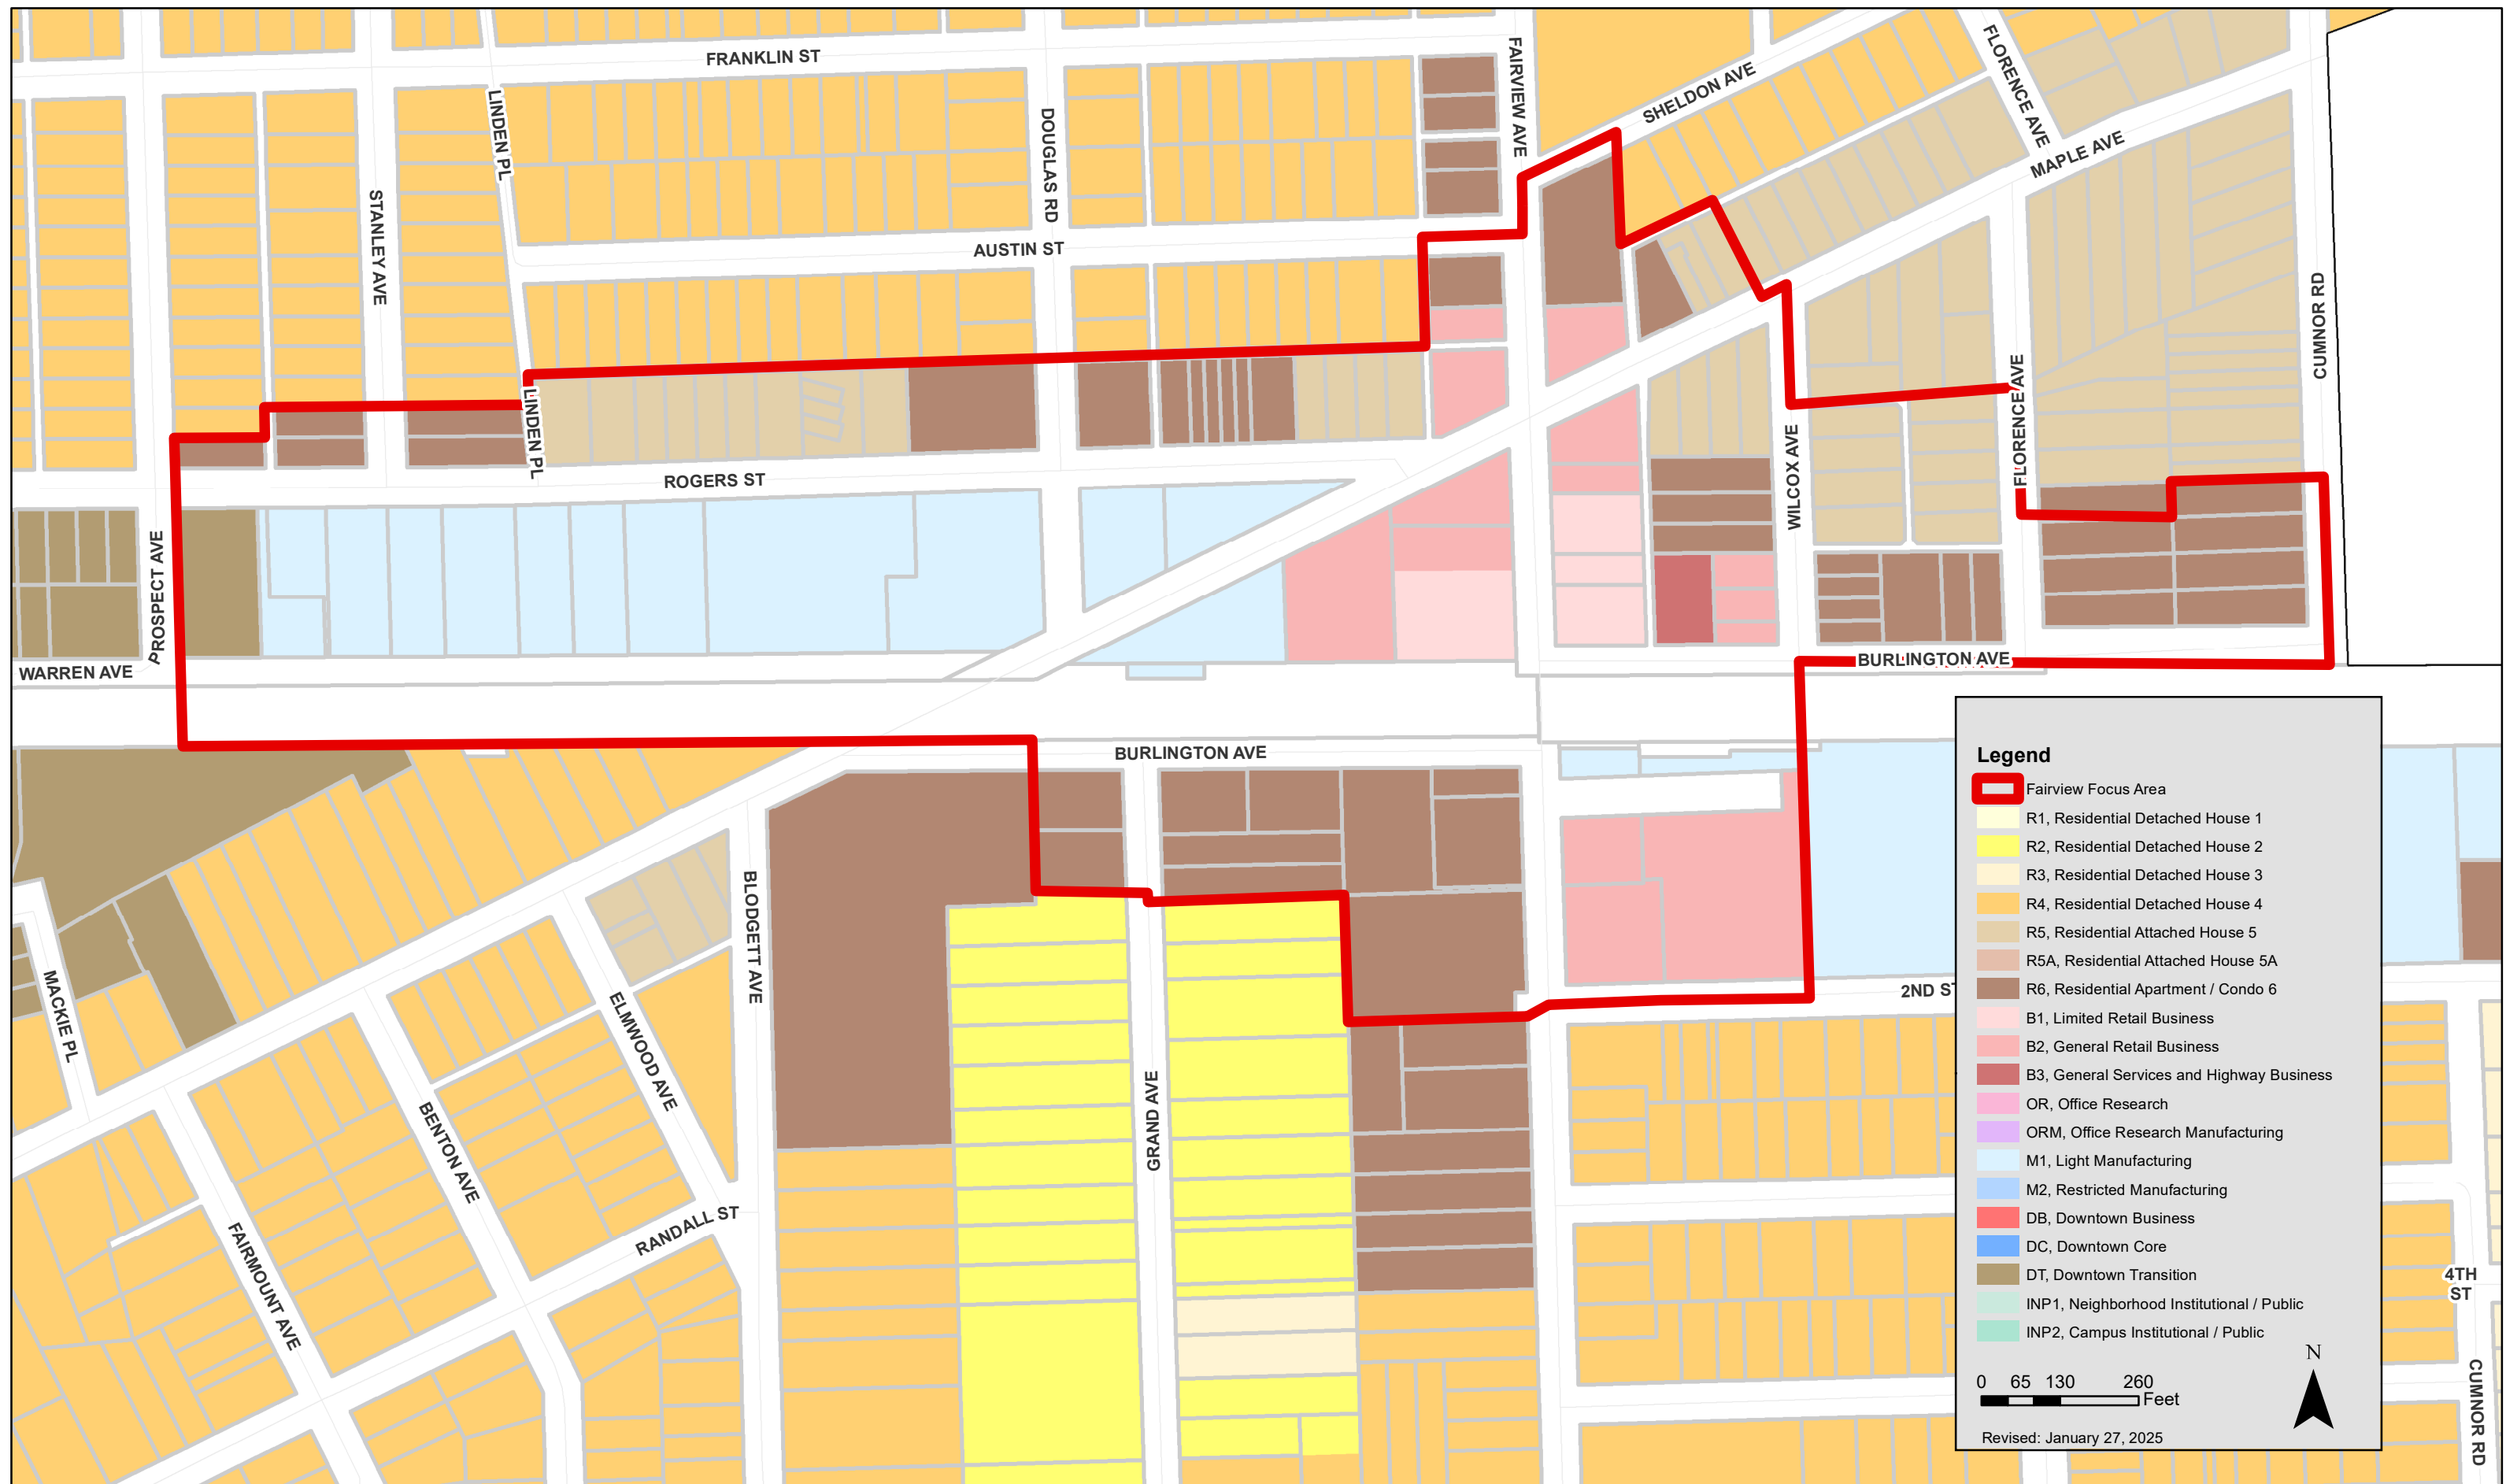 FRANKLIN ST
LINDEN PL
STANLEY AVE
DOUGLAS RD
FAIRVIEW AVE
SHELDON AVE
FLORENCE AVE
MAPLE AVE
AUSTIN ST
CUMNOR RD
LINDEN PL
ROGERS ST
FLORENCE AVE
WILCOX AVE
PROSPECT AVE
WARREN AVE
BURLINGTON AVE
BURLINGTON AVE
BLODGETT AVE
MACKIE PL
ELMWOOD AVE
2ND ST
GRAND AVE
BENTON AVE
RANDALL ST
FAIRMOUNT AVE
4TH
ST
CUMNOR RD
Legend
Fairview Focus Area
R1, Residential Detached House 1
R2, Residential Detached House 2
R3, Residential Detached House 3
R4, Residential Detached House 4
R5, Residential Attached House 5
R5A, Residential Attached House 5A
R6, Residential Apartment / Condo 6
B1, Limited Retail Business
B2, General Retail Business
B3, General Services and Highway Business
OR, Office Research
ORM, Office Research Manufacturing
M1, Light Manufacturing
M2, Restricted Manufacturing
DB, Downtown Business
DC, Downtown Core
DT, Downtown Transition
INP1, Neighborhood Institutional / Public
INP2, Campus Institutional / Public
N
0 65 130 260
Feet
Revised: January 27, 2025